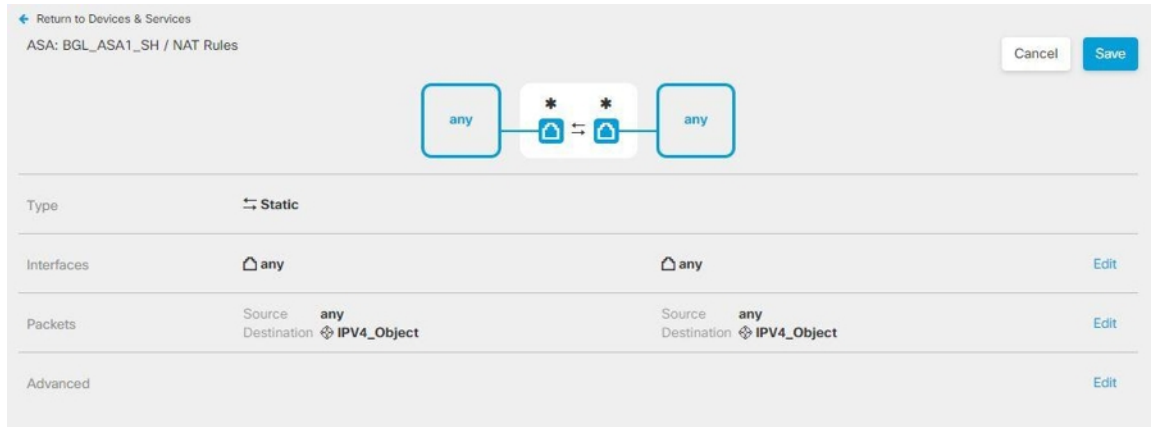 Return to Devices & Services
ASA: BGL_ASA1_SH / NAT Rules
Cancel
Save
any
* *
any
Type
Static
Interfaces
any
any
Edit
Packets
Source any
Destination IPV4_Object
Source any
Destination IPV4_Object
Edit
Advanced
Edit